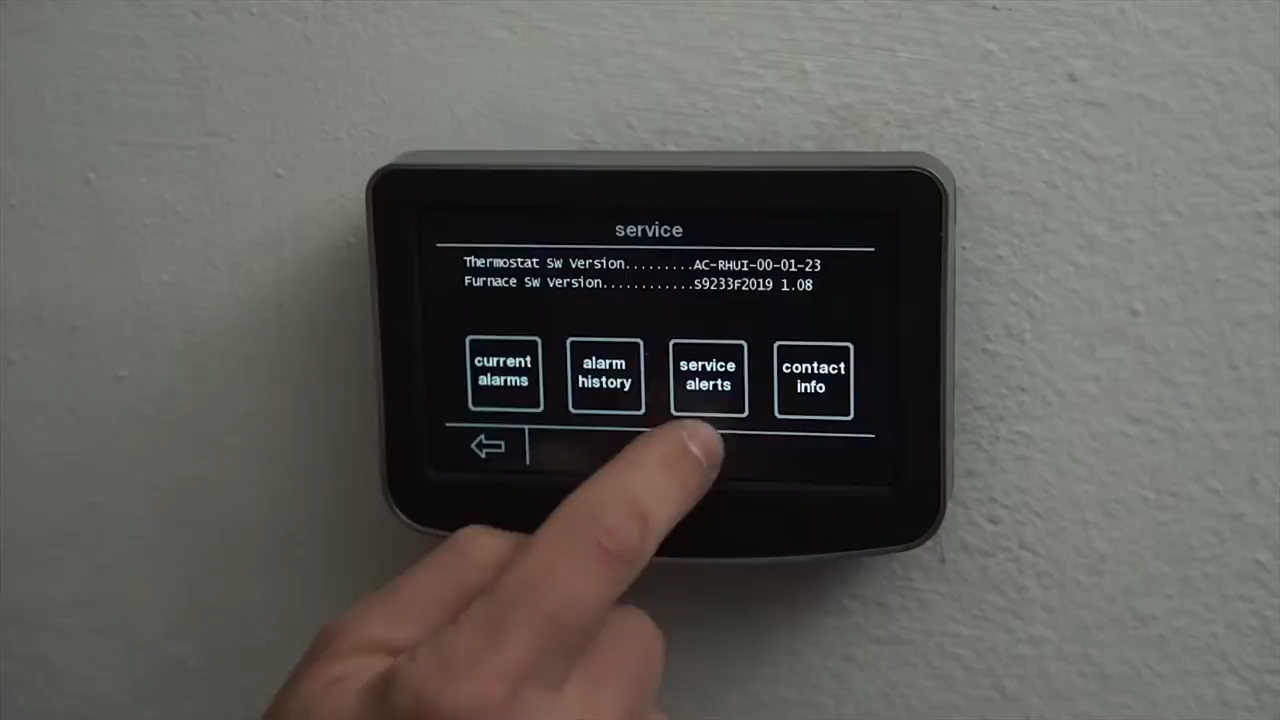 service
Thermostat SW Version.........AC-RHUI-00-01-23
Furnace SW Version............S9233F2019 1.08
current
alarms
alarm
history
service
alerts
contact
info